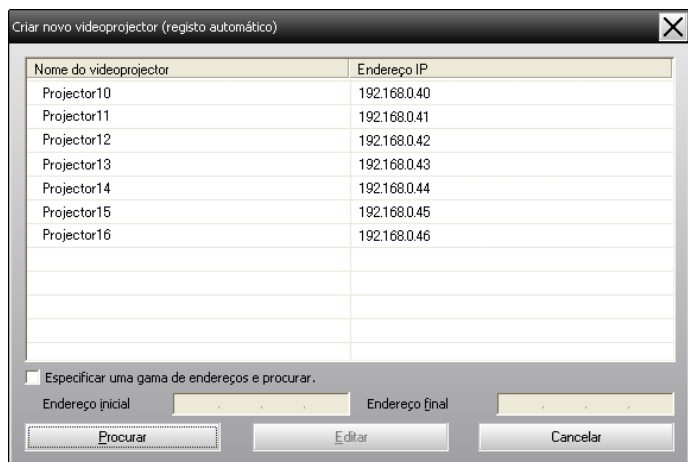 Criar novo videoprojector (registo automático)
Nome do videoprojector Endereço IP
Projector10 192.168.0.40
Projector11 192.168.0.41
Projector12 192.168.0.42
Projector13 192.168.0.43
Projector14 192.168.0.44
Projector15 192.168.0.45
Projector16 192.168.0.46
Especificar uma gama de endereços e procurar.
Endereço inicial . . . Endereço final . . .
Procurar Editar Cancelar